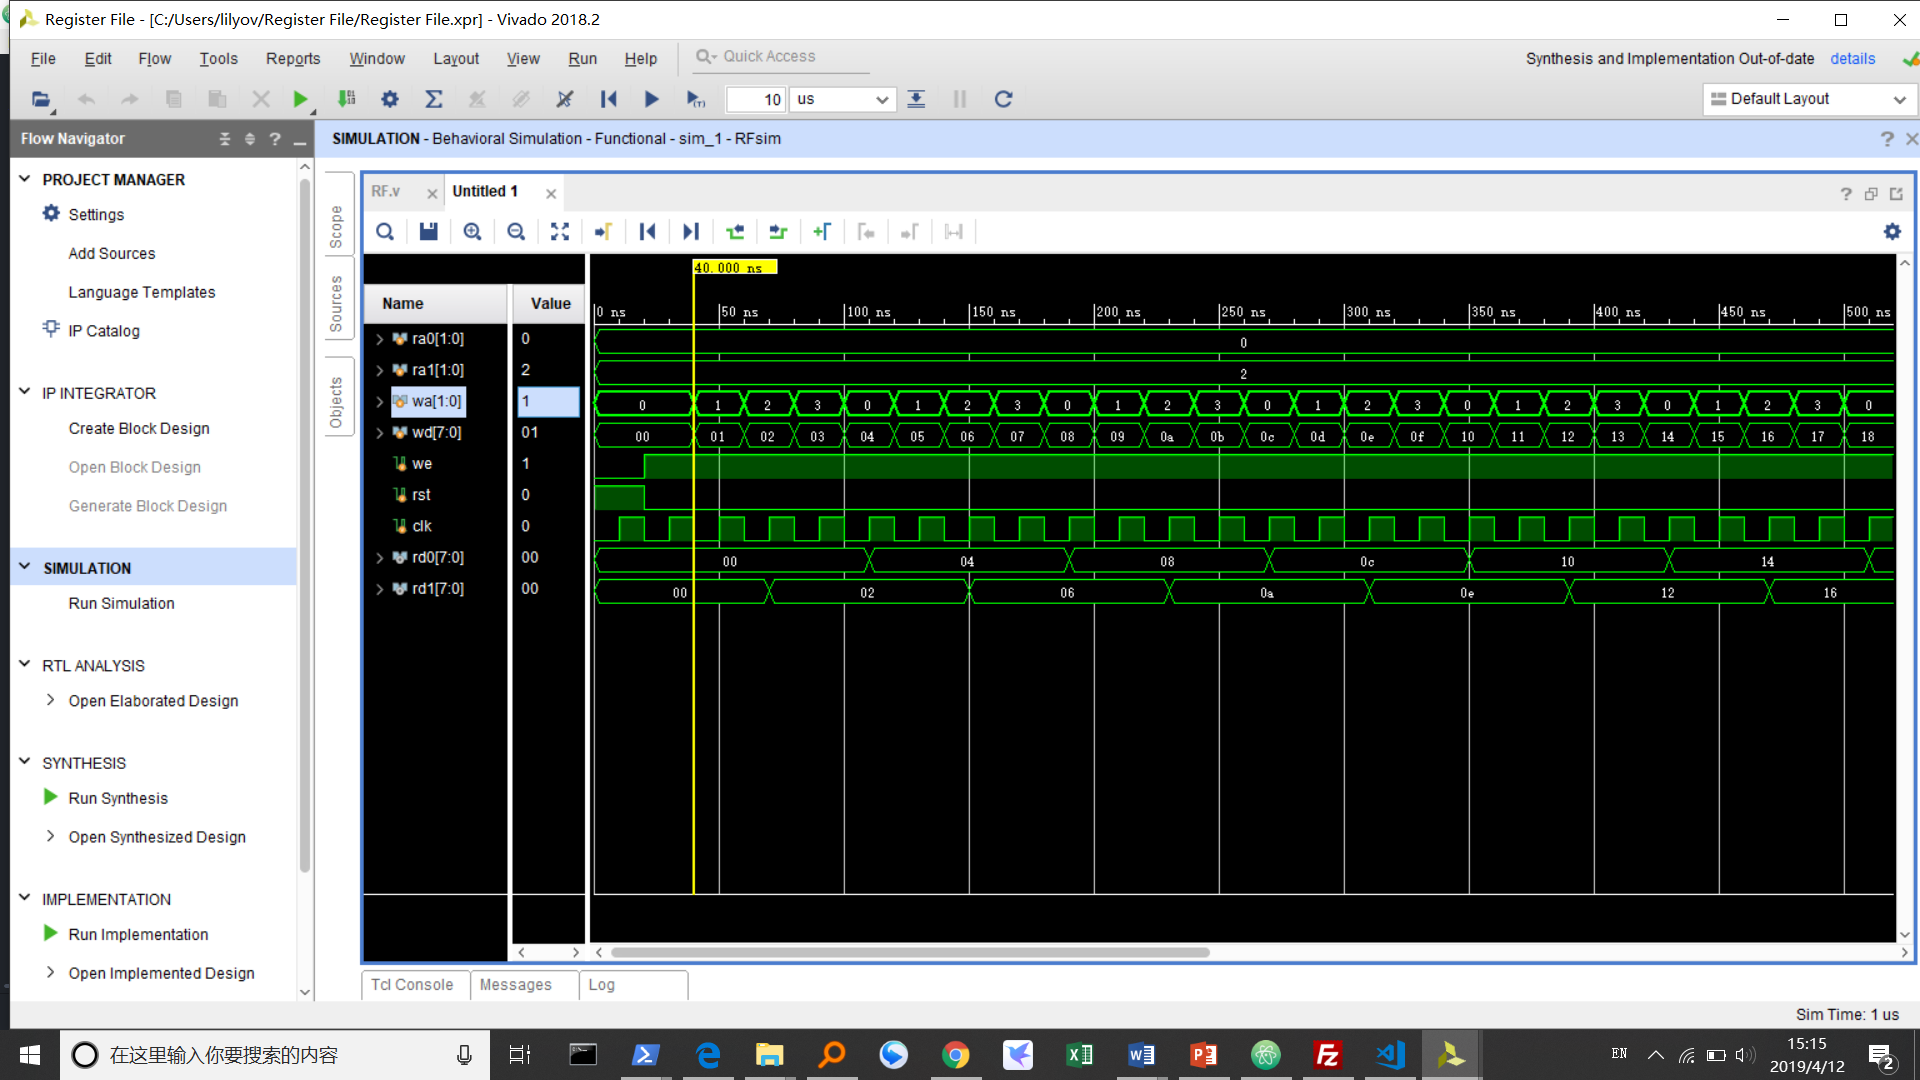 Register File - [C:/Users/lilyov/Register File/Register File.xpr] - Vivado 2018.2
File Edit Flow Tools Reports Window Layout View Run Help Quick Access
Synthesis and Implementation Out-of-date details
10 us
Default Layout
Flow Navigator
SIMULATION - Behavioral Simulation - Functional - sim_1 - RFsim
PROJECT MANAGER
Settings
Add Sources
Language Templates
IP Catalog
IP INTEGRATOR
Create Block Design
Open Block Design
Generate Block Design
SIMULATION
Run Simulation
RTL ANALYSIS
Open Elaborated Design
SYNTHESIS
Run Synthesis
Open Synthesized Design
IMPLEMENTATION
Run Implementation
Open Implemented Design
Scope
Sources
Objects
RF.v Untitled 1
40.000 ns
Name Value
0 ns 50 ns 100 ns 150 ns 200 ns 250 ns 300 ns 350 ns 400 ns 450 ns 500 ns
ra0[1:0] 0 0
ra1[1:0] 2 2
wa[1:0] 1 0 1 2 3 0 1 2 3 0 1 2 3 0 1 2 3 0 1 2 3 0 1 2 3 0
wd[7:0] 01 00 01 02 03 04 05 06 07 08 09 0a 0b 0c 0d 0e 0f 10 11 12 13 14 15 16 17 18
we 1
rst 0
clk 0
rd0[7:0] 00 00 04 08 0c 10 14
rd1[7:0] 00 00 02 06 0a 0e 12 16
Tcl Console Messages Log
Sim Time: 1 us
在这里输入你要搜索的内容
EN
15:15
2019/4/12
2